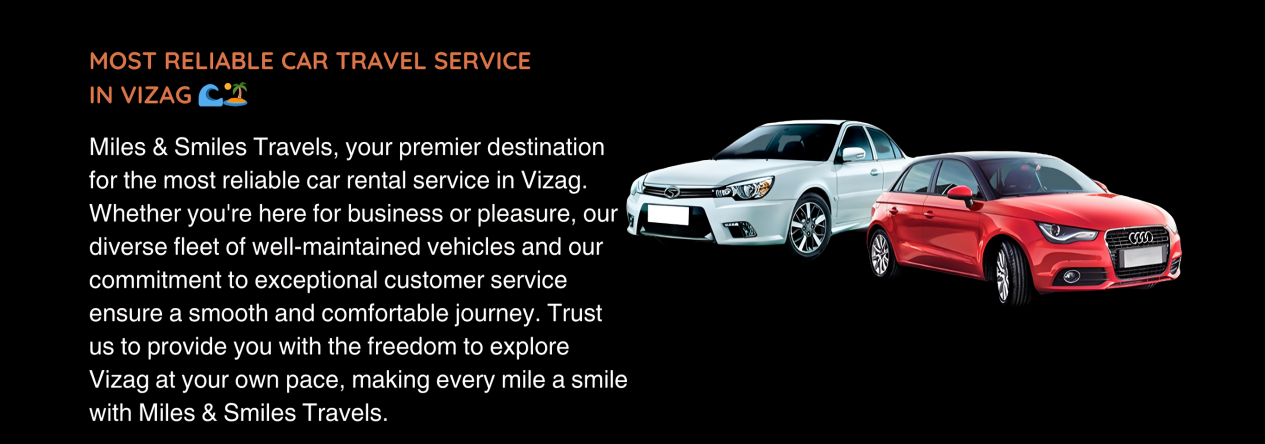 MOST RELIABLE CAR TRAVEL SERVICE
IN VIZAG 🌊🏝️
Miles & Smiles Travels, your premier destination
for the most reliable car rental service in Vizag.
Whether you're here for business or pleasure, our
diverse fleet of well-maintained vehicles and our
commitment to exceptional customer service
ensure a smooth and comfortable journey. Trust
us to provide you with the freedom to explore
Vizag at your own pace, making every mile a smile
with Miles & Smiles Travels.